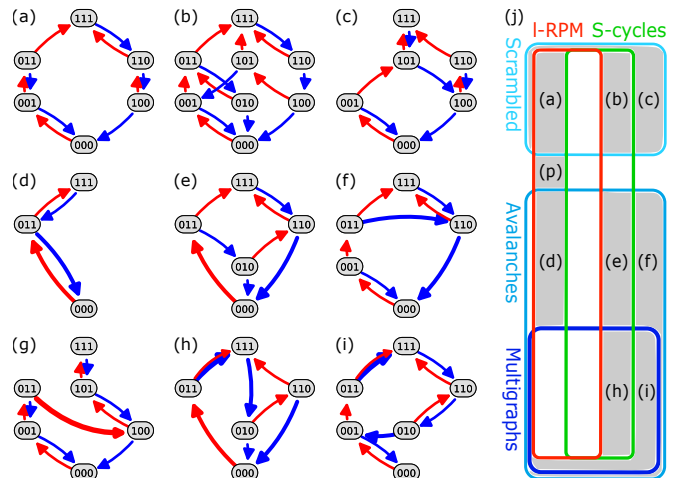 (a)
111
011
110
001
100
000
(b)
111
011
101
110
001
010
100
000
(c)
111
101
110
001
100
000
(d)
111
011
000
(e)
111
011
110
010
000
(f)
111
011
110
001
000
(g)
111
011
101
001
100
000
(h)
111
110
010
000
(i)
111
011
110
001
010
000
(j)
I-RPM S-cycles
Scrambled
(a) (b) (c)
(p)
Avalanches
(d) (e) (f)
Multigraphs
(h) (i)